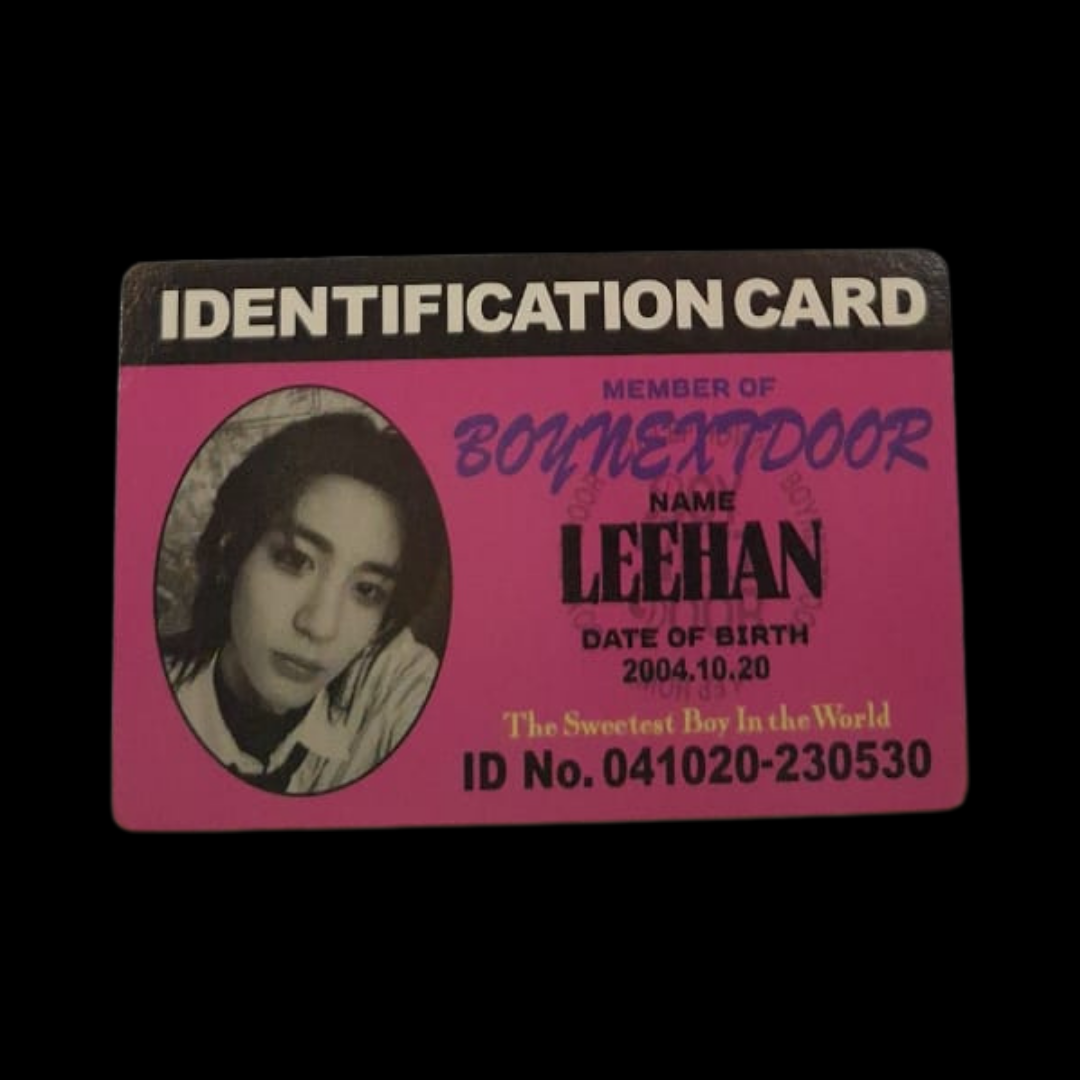 IDENTIFICATION CARD
MEMBER OF
BOYNEXTDOOR
NAME
LEEHAN
DATE OF BIRTH
2004.10.20
The Sweetest Boy In the World
ID No. 041020-230530